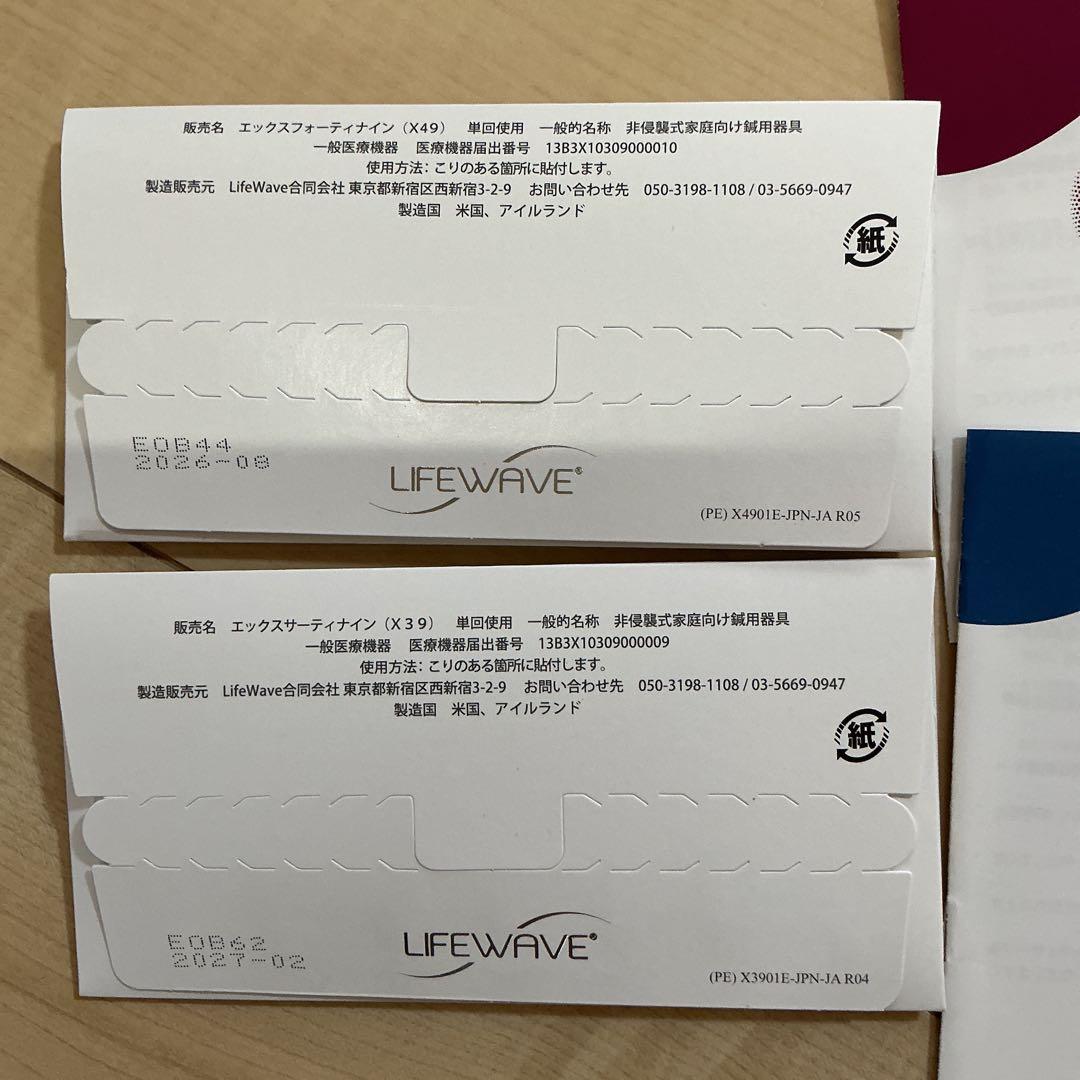 販売名　エックスフォーティナイン（X49）　単回使用　一般的名称　非侵襲式家庭向け鍼用器具
一般医療機器　医療機器届出番号　13B3X10309000010
使用方法：こりのある箇所に貼付します。
製造販売元　LifeWave合同会社 東京都新宿区西新宿3-2-9　お問い合わせ先　050-3198-1108 / 03-5669-0947
製造国　米国、アイルランド
紙
EOB44
2026-08
LIFEWAVE®
(PE) X4901E-JPN-JA R05
販売名　エックスサーティナイン（X３９）　単回使用　一般的名称　非侵襲式家庭向け鍼用器具
一般医療機器　医療機器届出番号　13B3X10309000009
使用方法：こりのある箇所に貼付します。
製造販売元　LifeWave合同会社 東京都新宿区西新宿3-2-9　お問い合わせ先　050-3198-1108 / 03-5669-0947
製造国　米国、アイルランド
紙
EOB62
2027-02
LIFEWAVE®
(PE) X3901E-JPN-JA R04